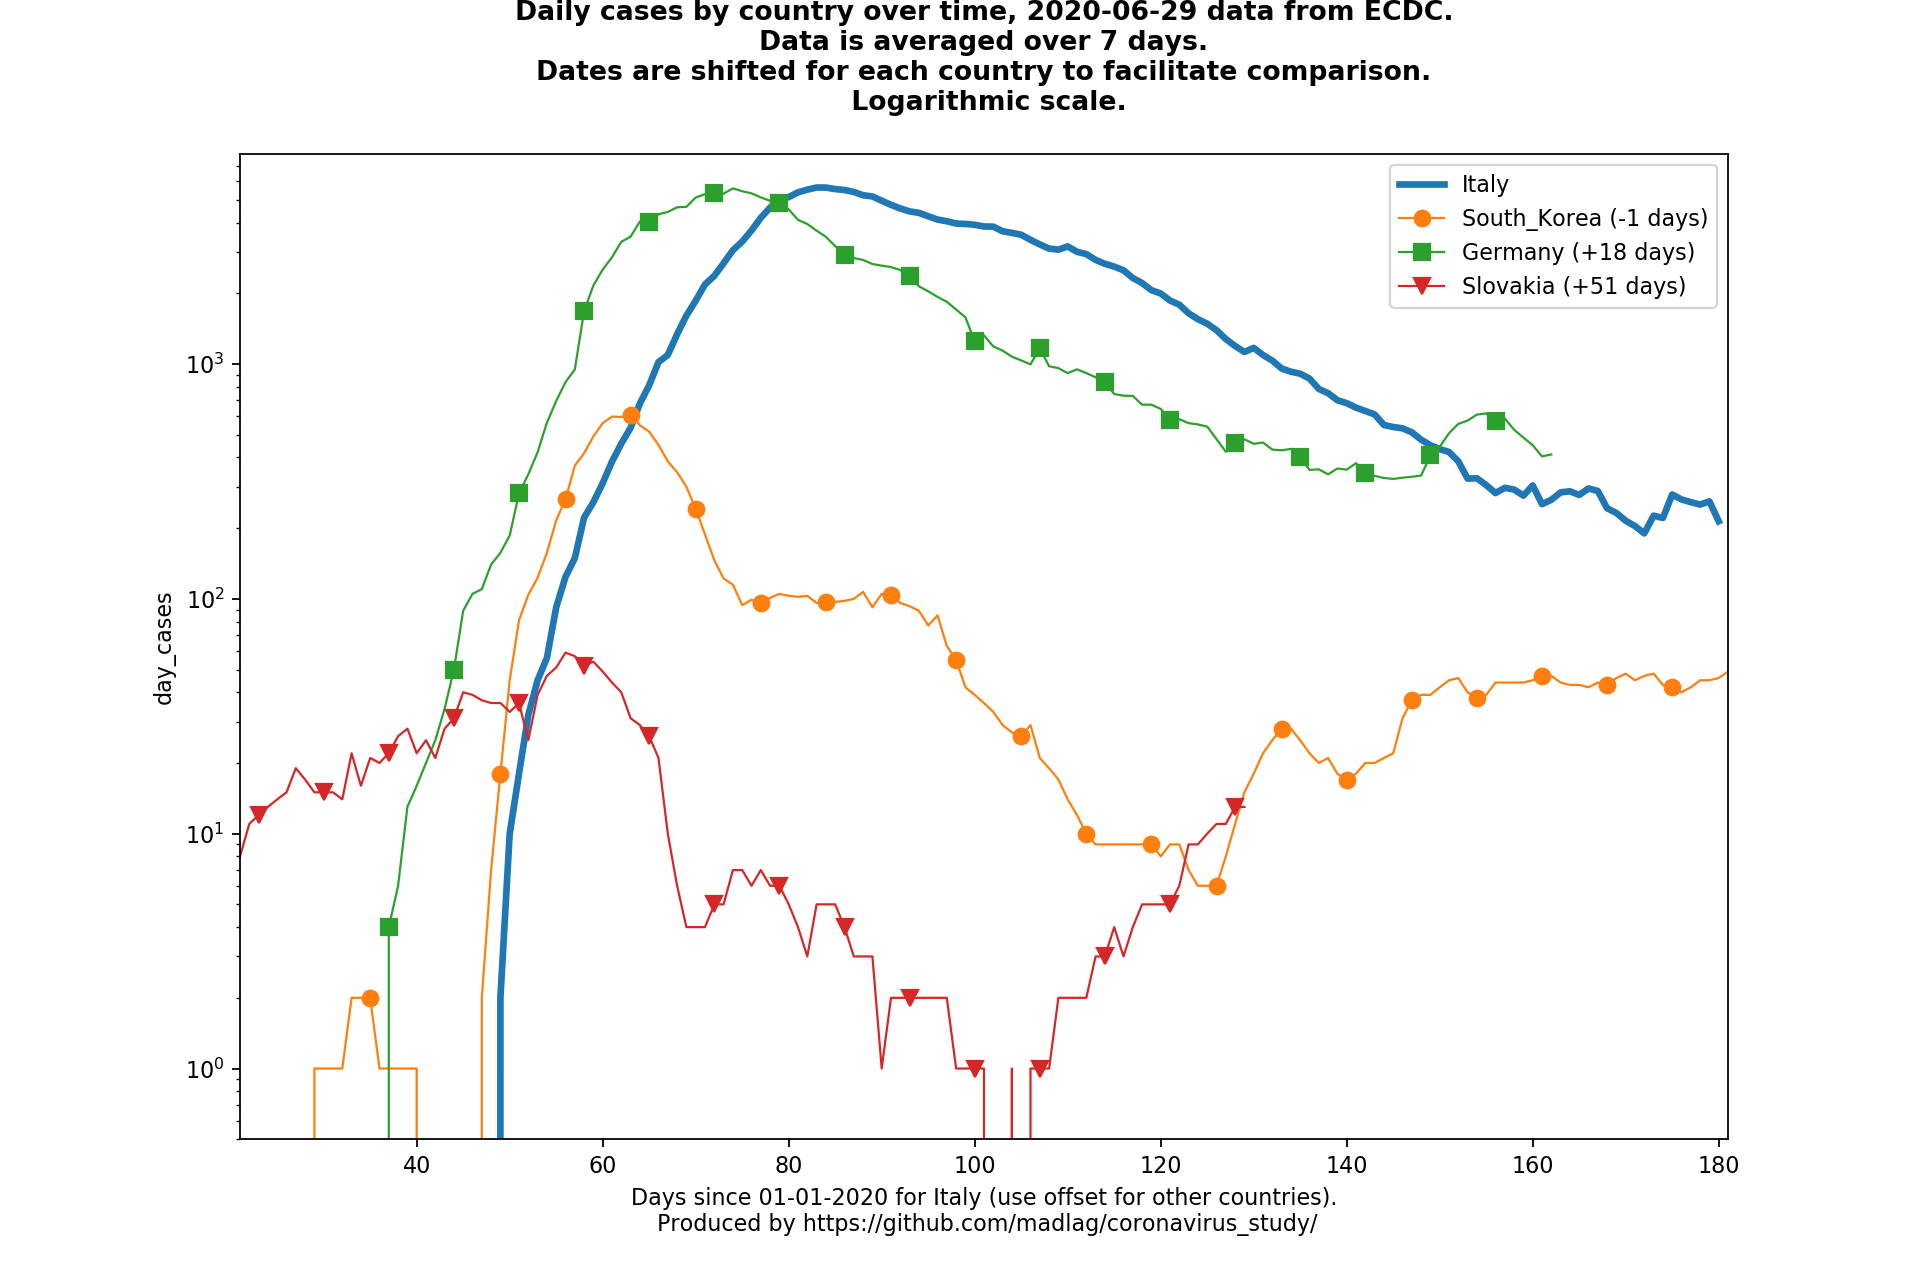 Daily cases by country over time, 2020-06-29 data from ECDC.
Data is averaged over 7 days.
Dates are shifted for each country to facilitate comparison.
Logarithmic scale.
Italy
South_Korea (-1 days)
Germany (+18 days)
Slovakia (+51 days)
10³
10²
10¹
10⁰
day_cases
40 60 80 100 120 140 160 180
Days since 01-01-2020 for Italy (use offset for other countries).
Produced by https://github.com/madlag/coronavirus_study/